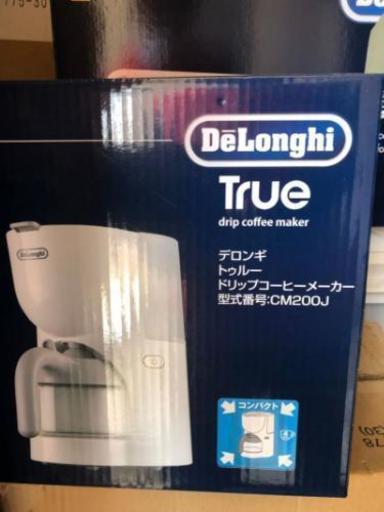 DeLonghi
True
drip coffee maker
デロンギ
トゥルー
ドリップコーヒーメーカー
型式番号:CM200J
DeLonghi
コンパクト